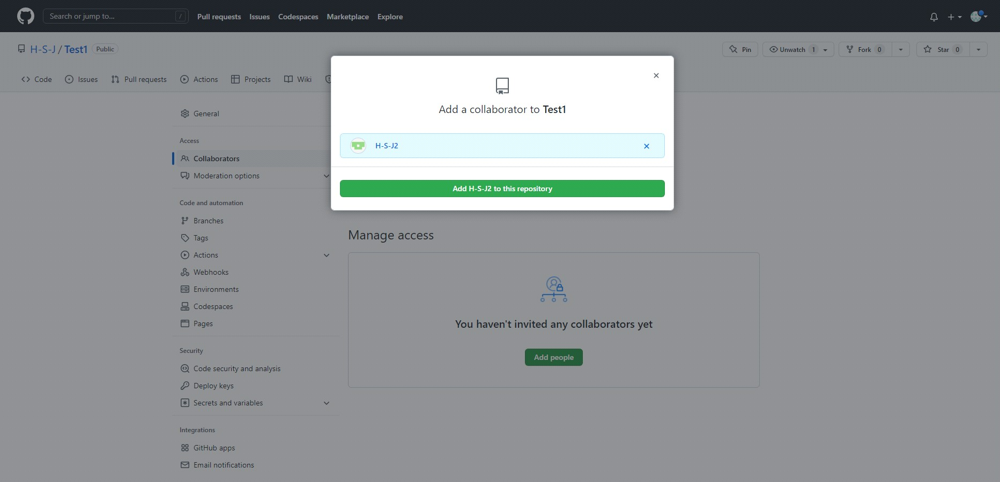 Search or jump to... /
Pull requests Issues Codespaces Marketplace Explore
H-S-J / Test1 Public
Pin Unwatch 1 Fork 0 Star 0
Code Issues Pull requests Actions Projects Wiki
Add a collaborator to Test1
H-S-J2
Add H-S-J2 to this repository
General
Access
Collaborators
Moderation options
Code and automation
Branches
Tags
Actions
Webhooks
Environments
Codespaces
Pages
Security
Code security and analysis
Deploy keys
Secrets and variables
Integrations
GitHub apps
Email notifications
Manage access
You haven't invited any collaborators yet
Add people